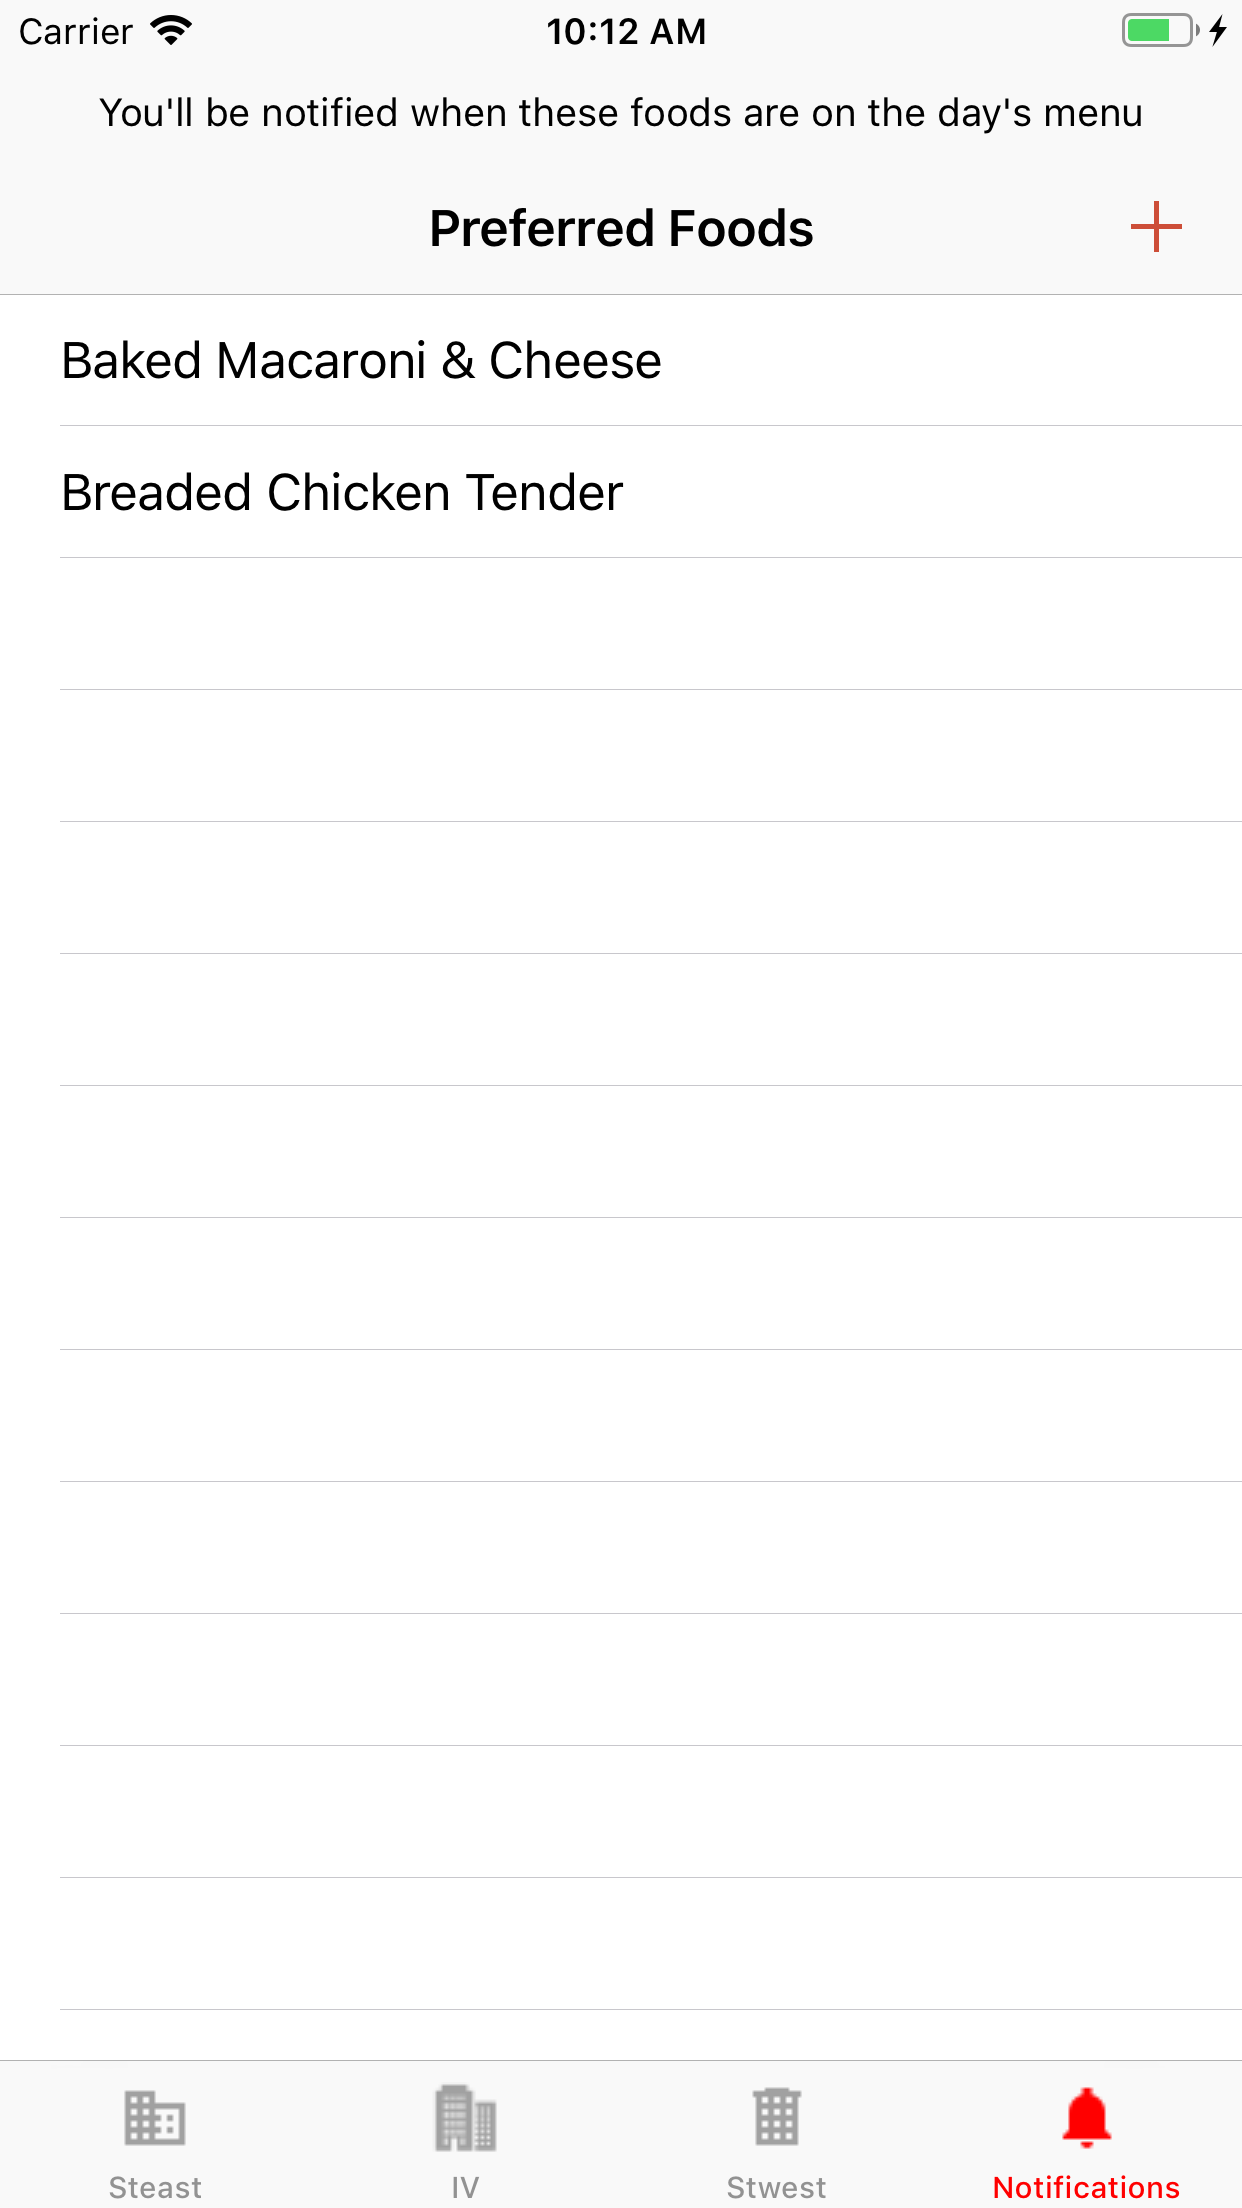 Carrier 10:12 AM
You'll be notified when these foods are on the day's menu
Preferred Foods
Baked Macaroni & Cheese
Breaded Chicken Tender
Steast IV Stwest Notifications